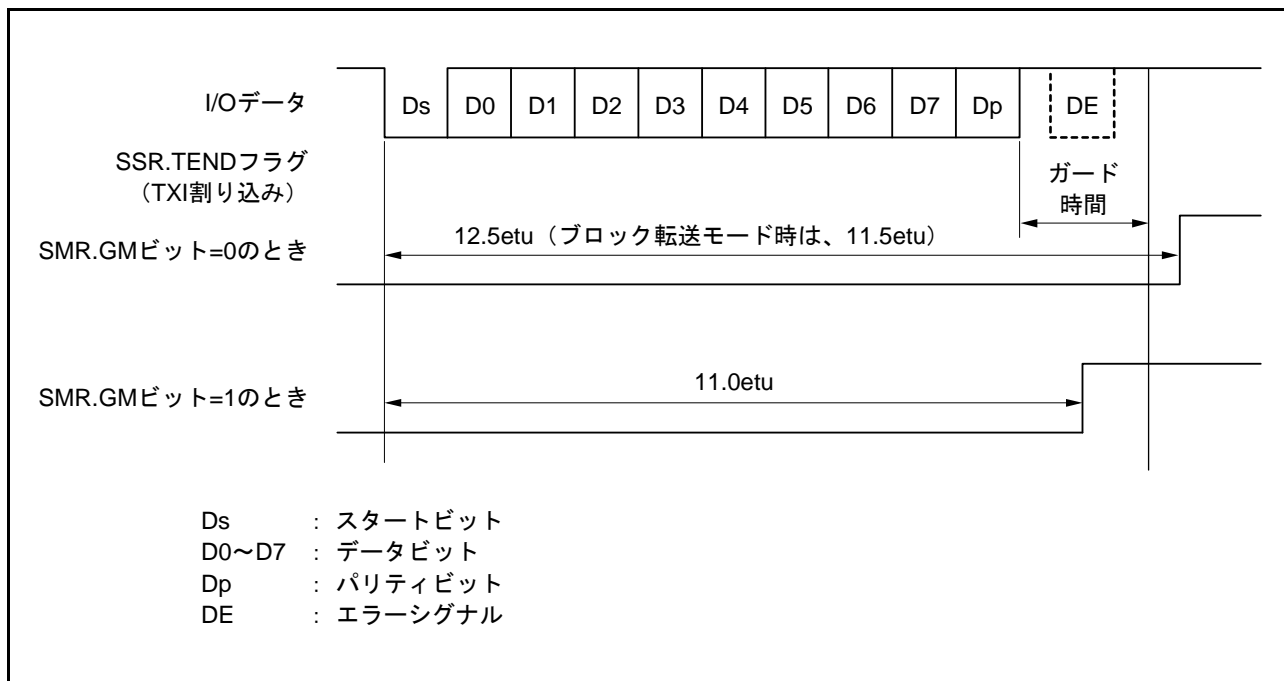 I/Oデータ
Ds D0 D1 D2 D3 D4 D5 D6 D7 Dp DE
SSR.TENDフラグ
（TXI割り込み）
ガード
時間
SMR.GMビット=0のとき
12.5etu（ブロック転送モード時は、11.5etu）
SMR.GMビット=1のとき
11.0etu
Ds : スタートビット
D0～D7 : データビット
Dp : パリティビット
DE : エラーシグナル